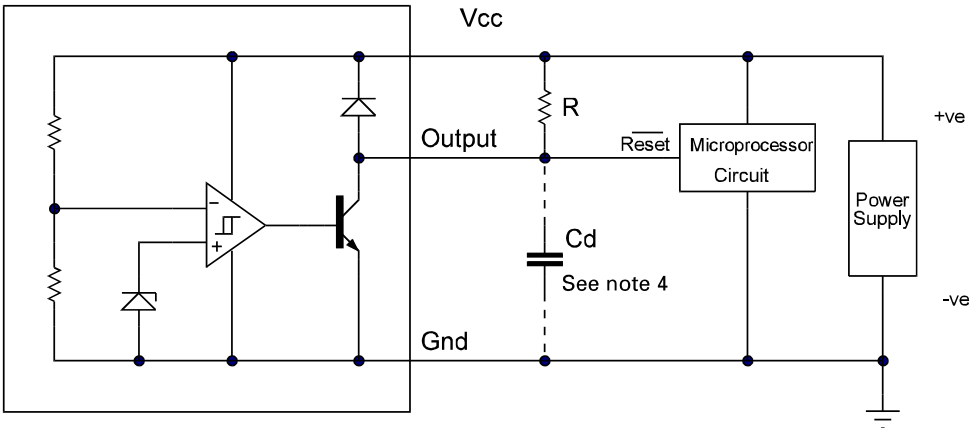 Vcc
R
+ve
Output
Reset
Microprocessor
Circuit
−
+
Power
Supply
Cd
See note 4
-ve
Gnd